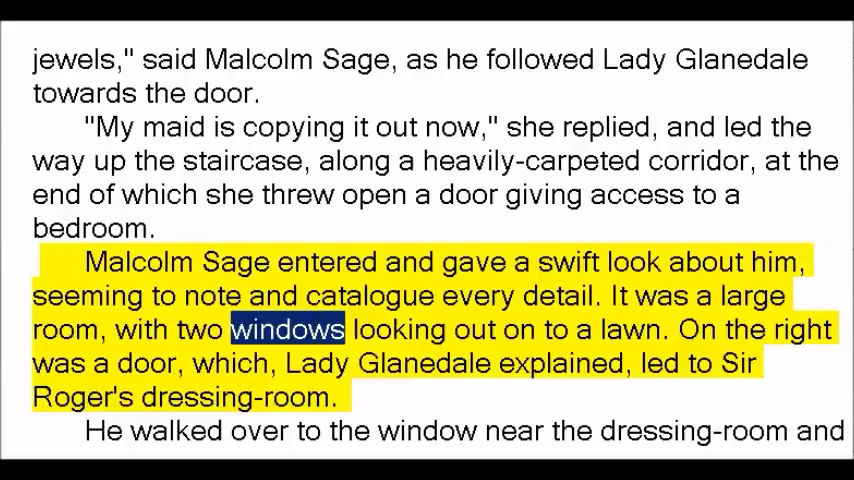 jewels," said Malcolm Sage, as he followed Lady Glanedale
towards the door.
"My maid is copying it out now," she replied, and led the
way up the staircase, along a heavily-carpeted corridor, at the
end of which she threw open a door giving access to a
bedroom.
Malcolm Sage entered and gave a swift look about him,
seeming to note and catalogue every detail. It was a large
room, with two windows looking out on to a lawn. On the right
was a door, which, Lady Glanedale explained, led to Sir
Roger's dressing-room.
He walked over to the window near the dressing-room and